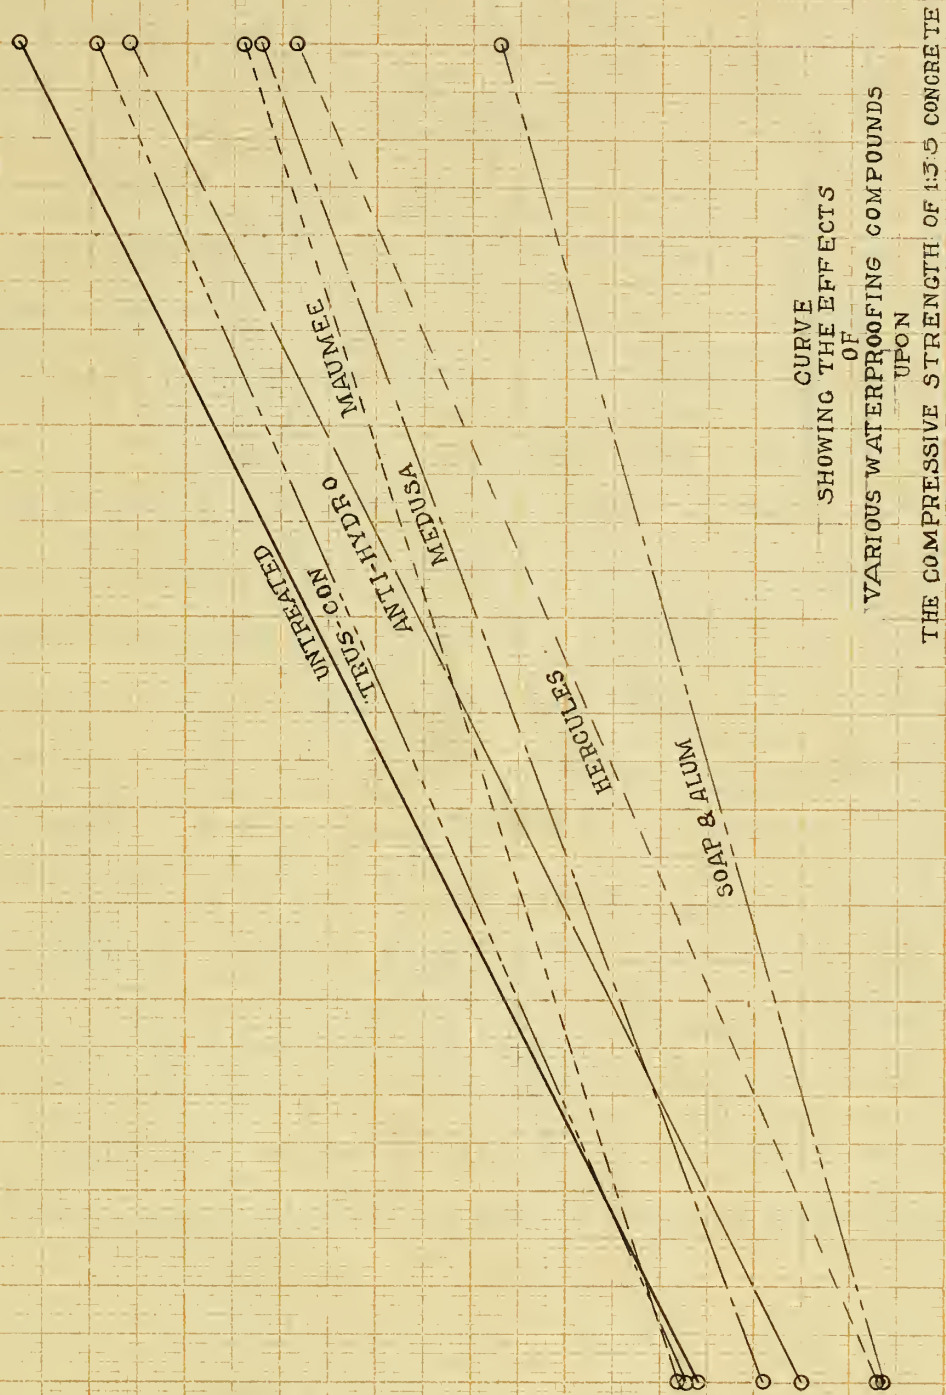 UNTREATED
TRUS-CON
ANTI-HYDRO
MAUMEE
MEDUSA
HERCULES
SOAP & ALUM
CURVE
SHOWING THE EFFECTS
OF
VARIOUS WATERPROOFING COMPOUNDS
UPON
THE COMPRESSIVE STRENGTH OF 1:3:5 CONCRETE